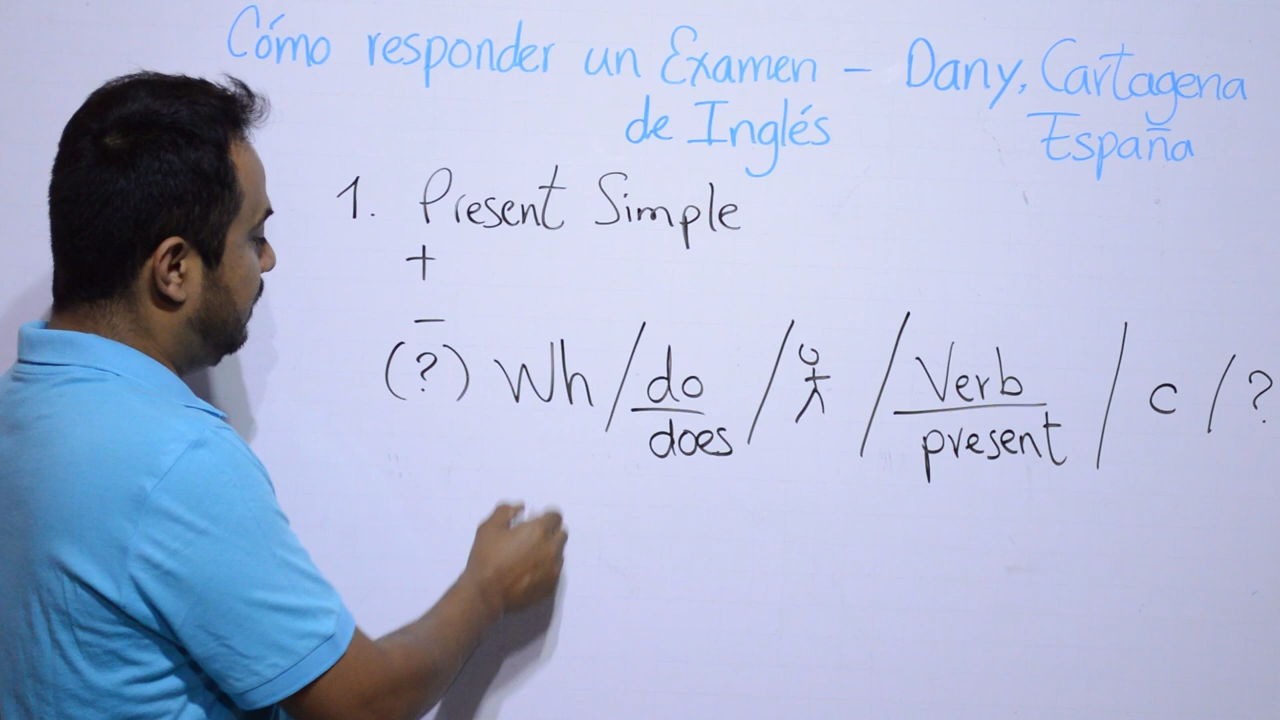 Cómo responder un Examen - Dany, Cartagena
de Inglés España
1. Present Simple
+
-
(?) Wh / do / / Verb / c / ?
does present